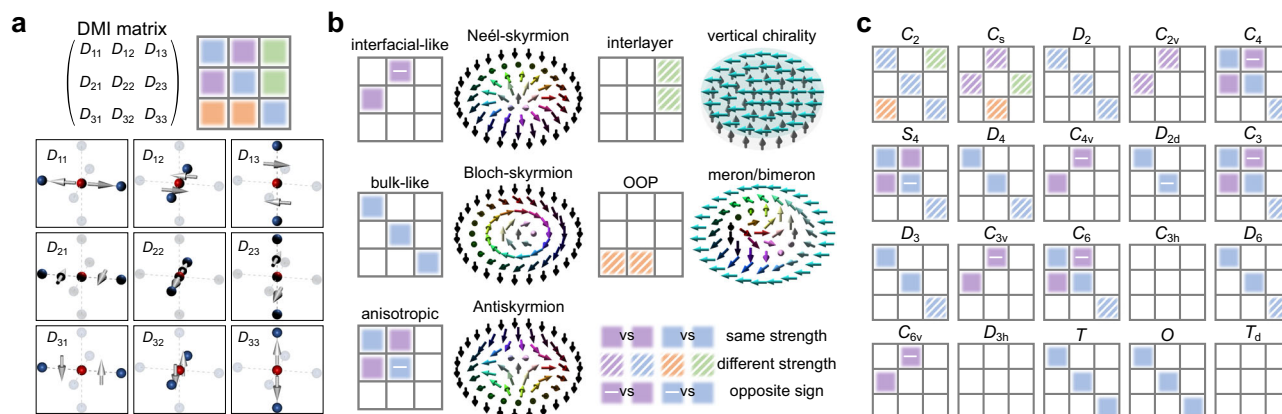 a
DMI matrix
D11 D12 D13
D21 D22 D23
D31 D32 D33
D11 D12 D13
D21 D22 D23
D31 D32 D33
b
interfacial-like Neél-skyrmion interlayer vertical chirality
bulk-like Bloch-skyrmion OOP meron/bimeron
anisotropic Antiskyrmion
vs vs same strength
different strength
vs vs opposite sign
c
C2 Cs D2 C2v C4
S4 D4 C4v D2d C3
D3 C3v C6 C3h D6
C6v D3h T O Td